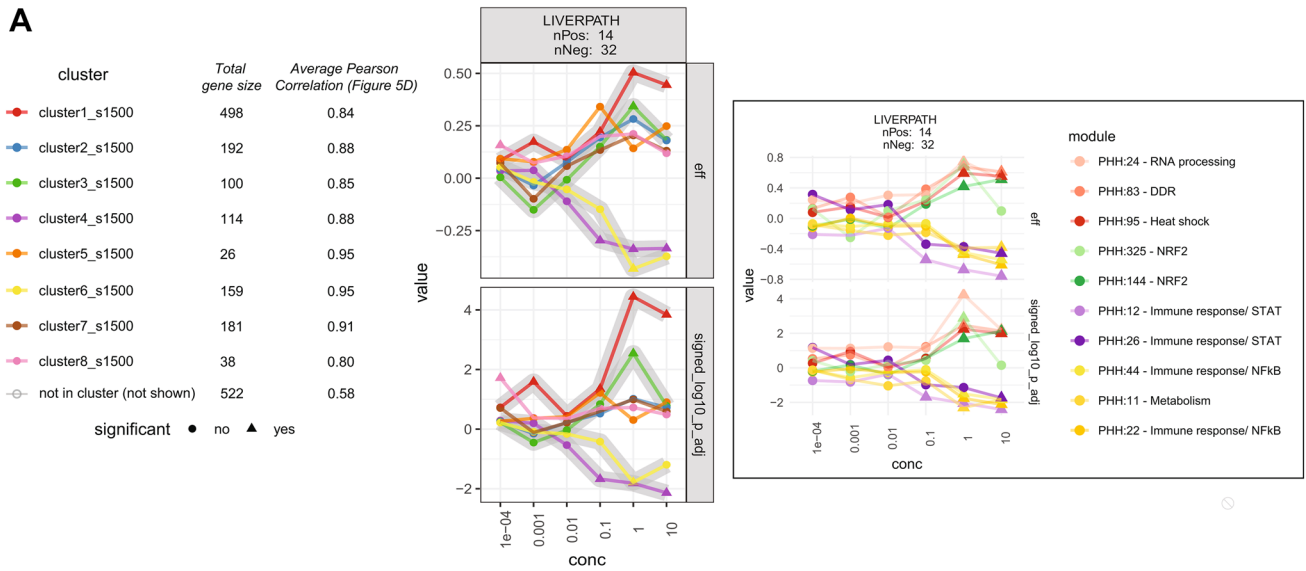 A
cluster
Total gene size
Average Pearson Correlation (Figure 5D)
cluster1_s1500 498 0.84
cluster2_s1500 192 0.88
cluster3_s1500 100 0.85
cluster4_s1500 114 0.88
cluster5_s1500 26 0.95
cluster6_s1500 159 0.95
cluster7_s1500 181 0.91
cluster8_s1500 38 0.80
not in cluster (not shown) 522 0.58
significant no yes
LIVERPATH
nPos: 14
nNeg: 32
0.50
0.25
0.00
−0.25
eff
value
4
2
0
−2
signed_log10_p_adj
1e−04
0.001
0.01
0.1
1
10
conc
LIVERPATH
nPos: 14
nNeg: 32
0.8
0.4
0.0
−0.4
−0.8
eff
value
4
2
0
−2
signed_log10_p_adj
1e−04
0.001
0.01
0.1
1
10
conc
module
PHH:24 - RNA processing
PHH:83 - DDR
PHH:95 - Heat shock
PHH:325 - NRF2
PHH:144 - NRF2
PHH:12 - Immune response/ STAT
PHH:26 - Immune response/ STAT
PHH:44 - Immune response/ NFkB
PHH:11 - Metabolism
PHH:22 - Immune response/ NFkB